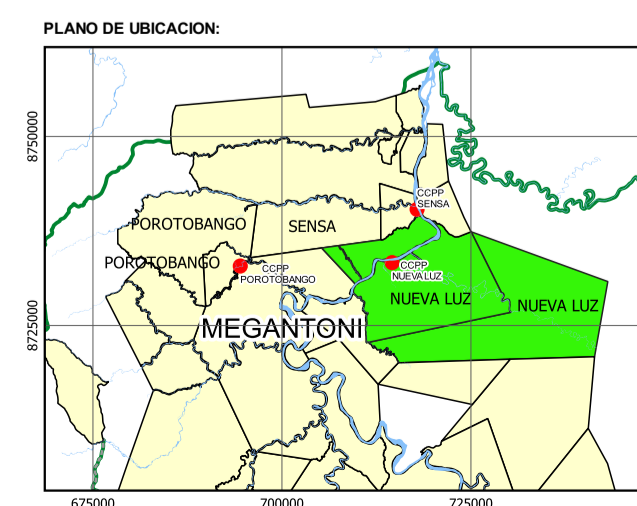 PLANO DE UBICACION:
8750000
8725000
CCPP
SENSA
POROTOBANGO
SENSA
POROTOBANGO
CCPP
POROTOBANGO
CCPP
NUEVA LUZ
NUEVA LUZ
NUEVA LUZ
MEGANTONI
675000
700000
725000